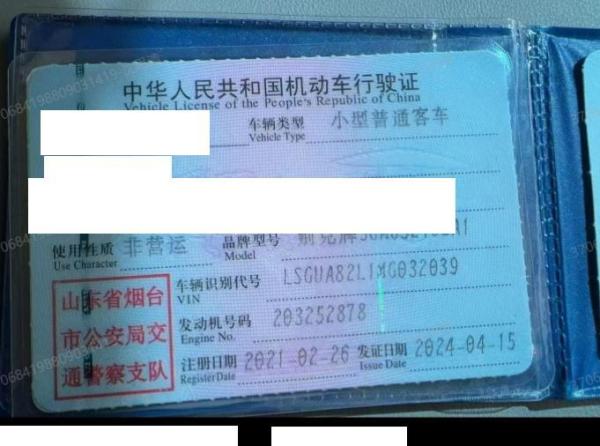 中华人民共和国机动车行驶证
Vehicle License of the People's Republic of China
车辆类型 小型普通客车
Vehicle Type
使用性质 非营运 品牌型号 别克牌
Use Character Model
车辆识别代号 LSGUA82L1MG032039
VIN
山东省烟台
市公安局交
通警察支队
发动机号码 203252878
Engine No.
注册日期 2021-02-26 发证日期 2024-04-15
Register Date Issue Date